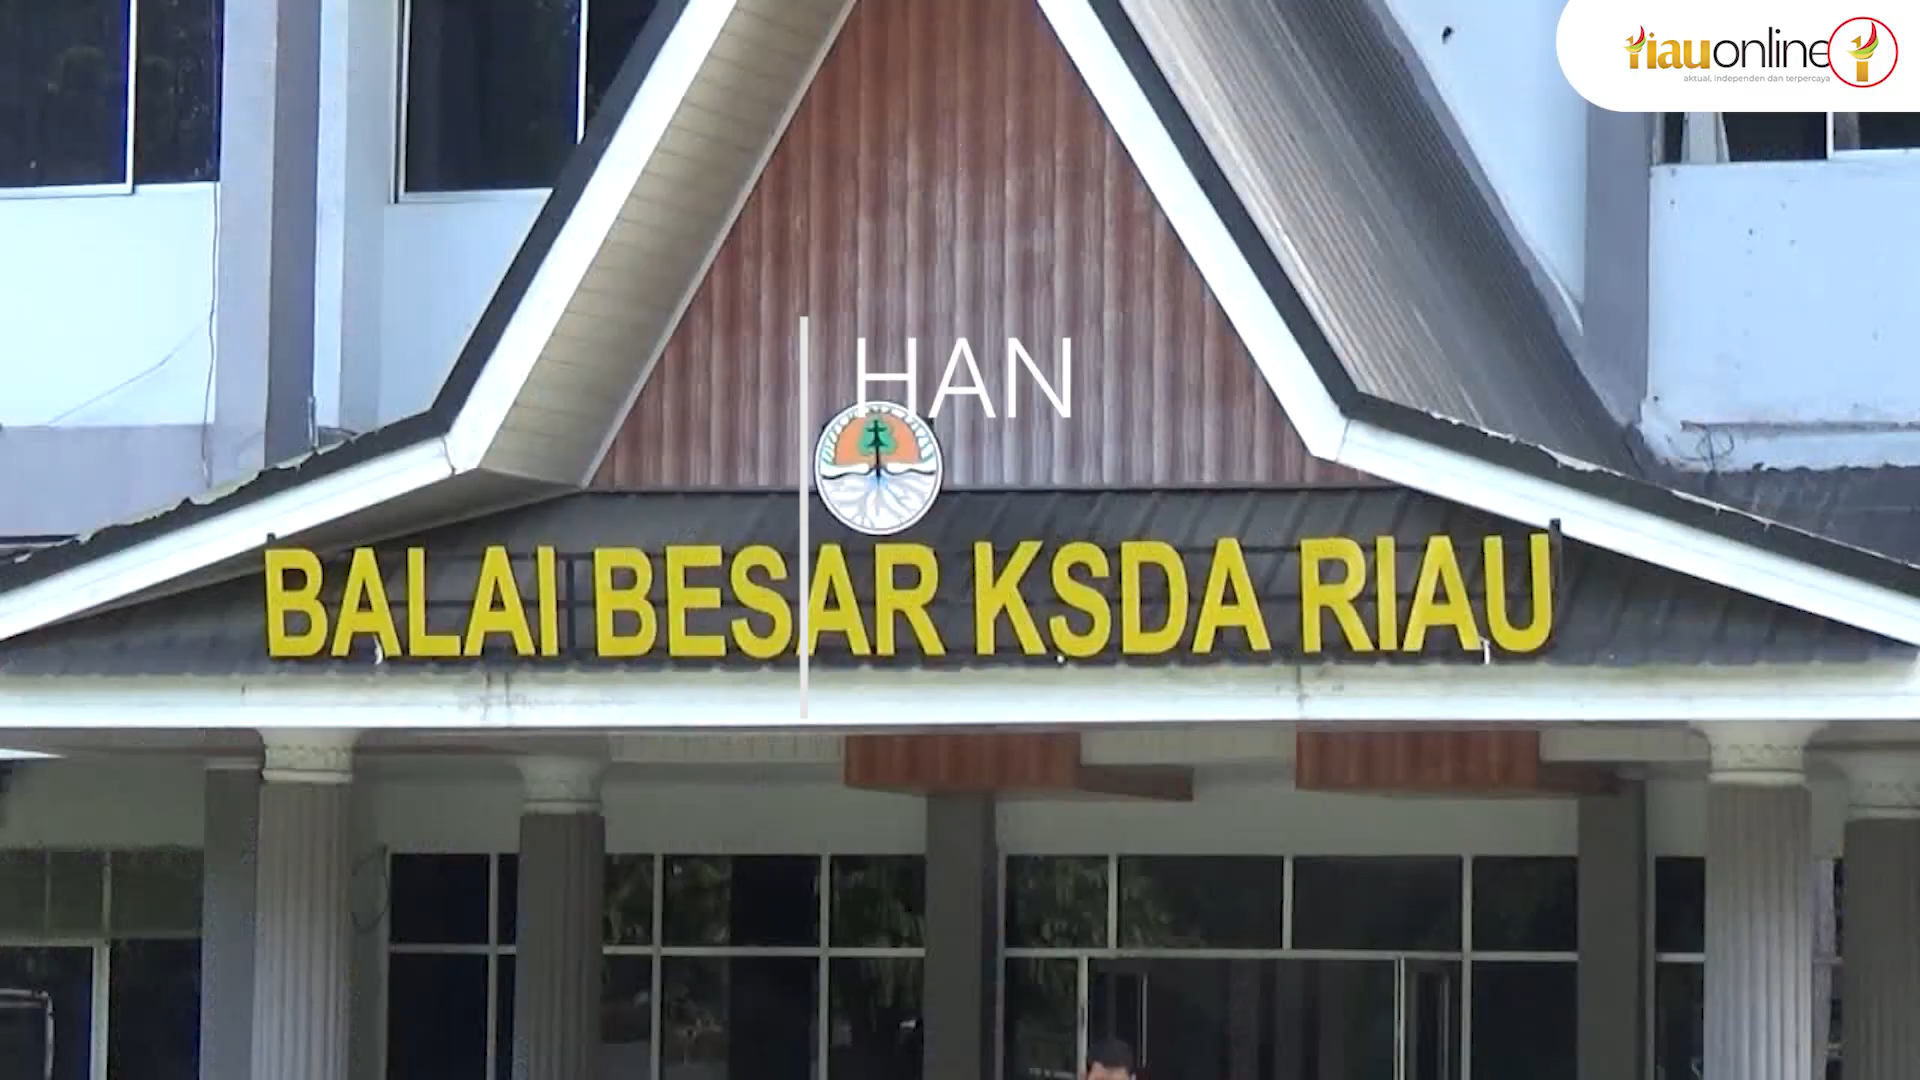 riauonline
aktual, independen dan terpercaya
HAN
BALAI BESAR KSDA RIAU